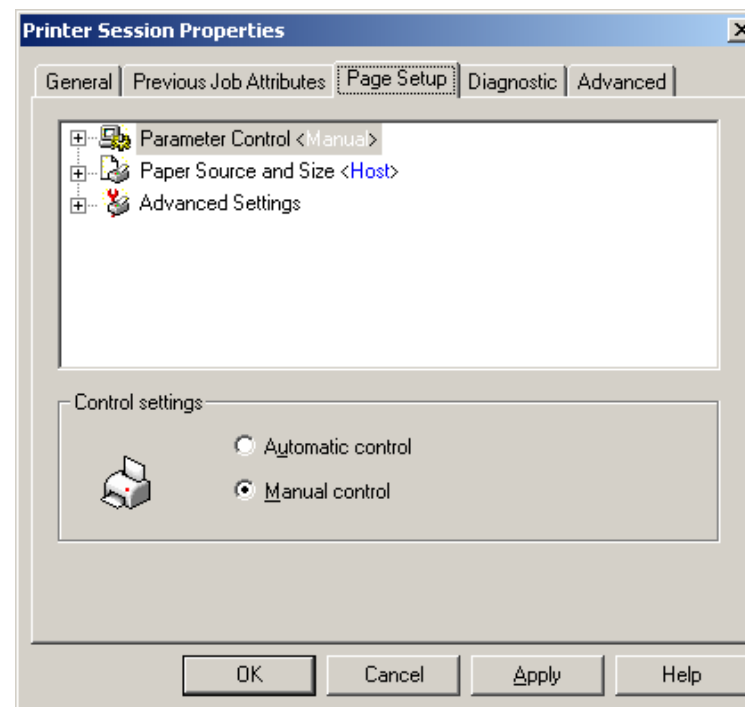 Printer Session Properties
General Previous Job Attributes Page Setup Diagnostic Advanced
Parameter Control <Manual>
Paper Source and Size <Host>
Advanced Settings
Control settings
Automatic control
Manual control
OK Cancel Apply Help